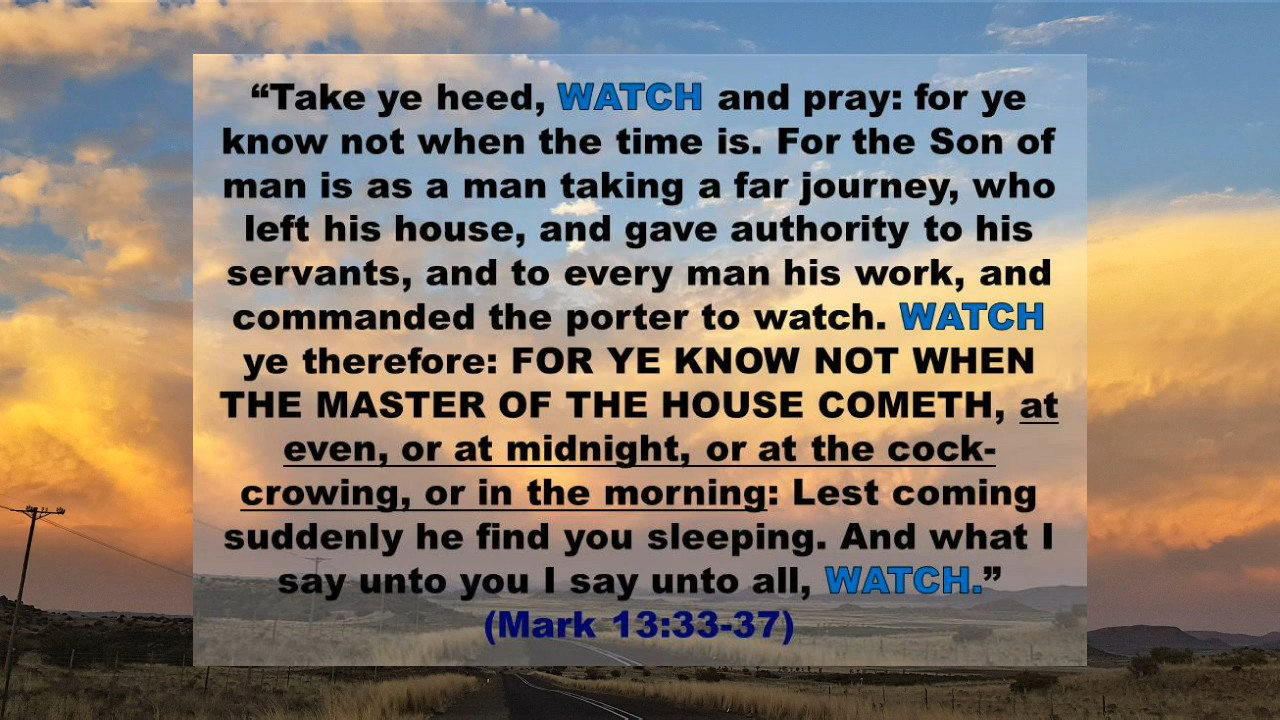 “Take ye heed, WATCH and pray: for ye
know not when the time is. For the Son of
man is as a man taking a far journey, who
left his house, and gave authority to his
servants, and to every man his work, and
commanded the porter to watch. WATCH
ye therefore: FOR YE KNOW NOT WHEN
THE MASTER OF THE HOUSE COMETH, at
even, or at midnight, or at the cock-
crowing, or in the morning: Lest coming
suddenly he find you sleeping. And what I
say unto you I say unto all, WATCH.”
(Mark 13:33-37)